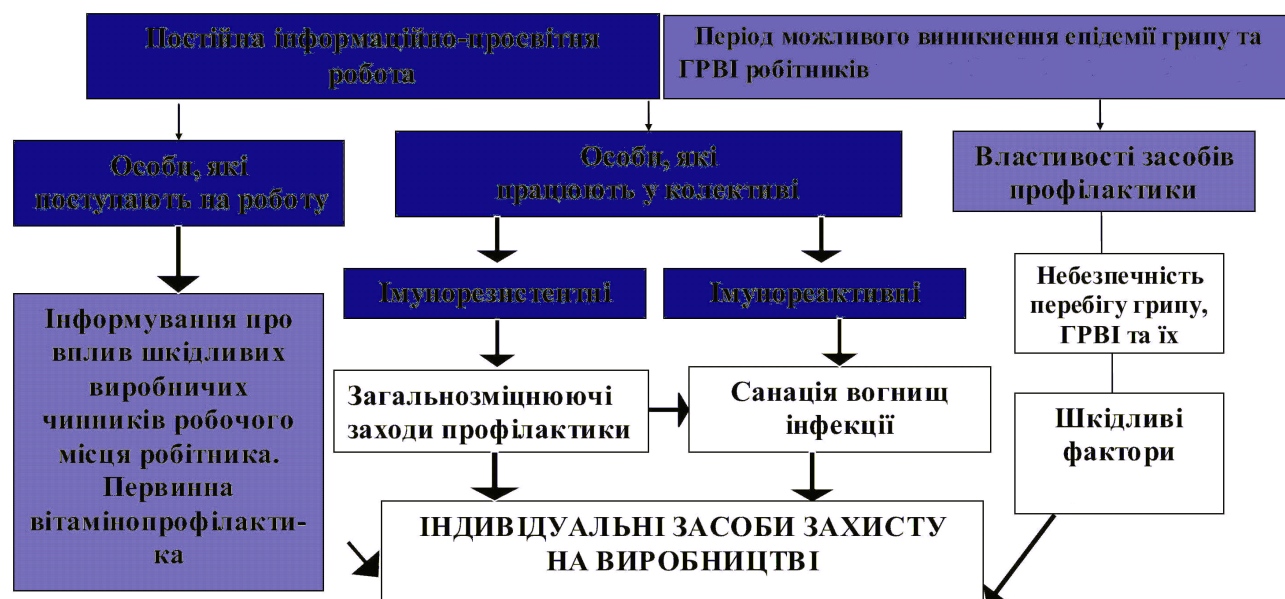 Постійна інформаційно-просвітня
робота
Період можливого виникнення епідемії грипу та
ГРВІ робітників
Особи, які
поступають на роботу
Особи, які
працюють у колективі
Властивості засобів
профілактики
Імунорезистентні
Імунореактивні
Небезпечність
перебігу грипу,
ГРВІ та їх
Інформування про
вплив шкідливих
виробничих
чинників робочого
місця робітника.
Первинна
вітамінопрофілакти-
ка
Загальнозміцнюючі
заходи профілактики
Санація вогнищ
інфекції
Шкідливі
фактори
ІНДИВІДУАЛЬНІ ЗАСОБИ ЗАХИСТУ
НА ВИРОБНИЦТВІ